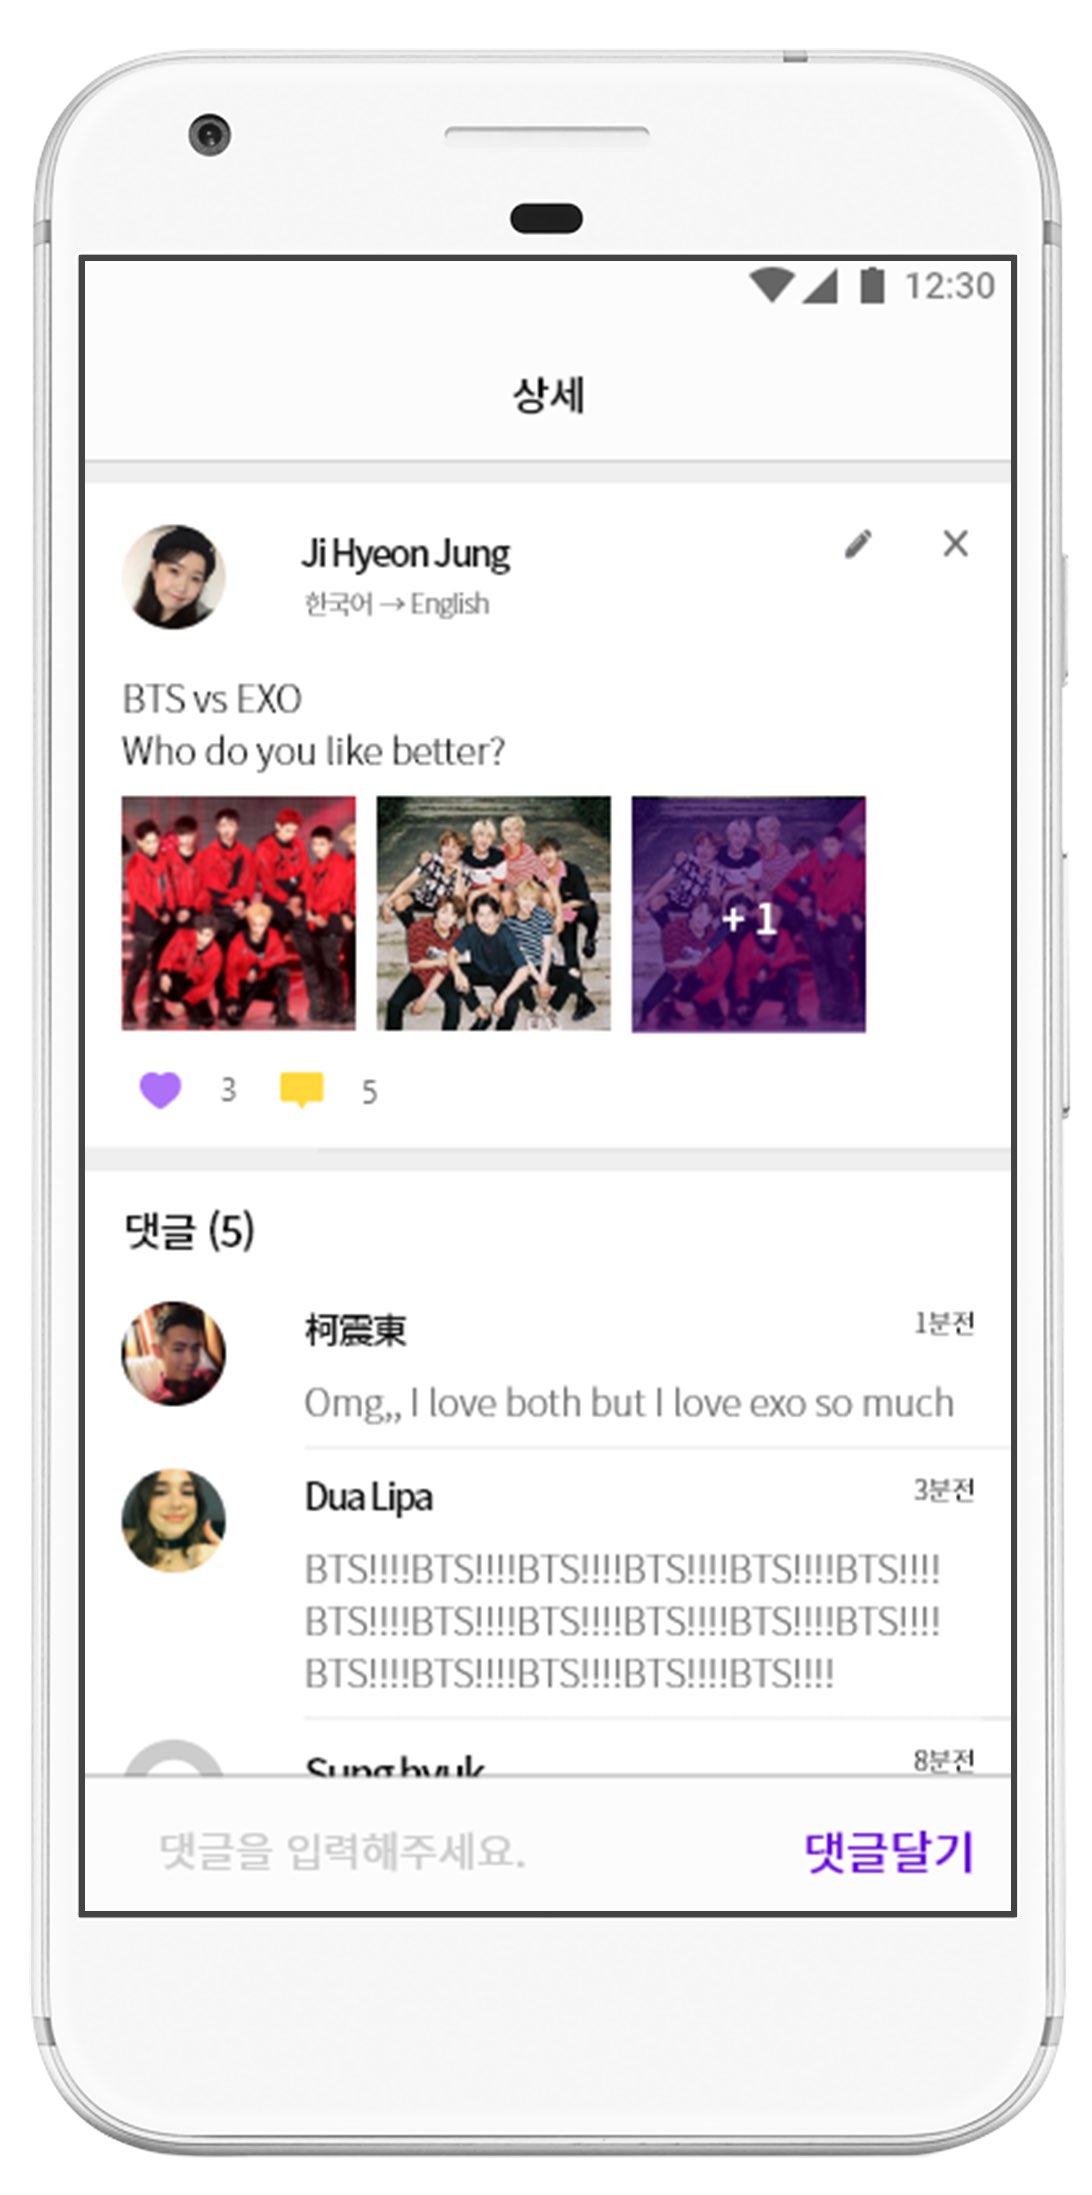 12:30
상세
Ji Hyeon Jung
한국어 → English
BTS vs EXO
Who do you like better?
+ 1
3 5
댓글 (5)
柯震東 1분전
Omg,, I love both but I love exo so much
Dua Lipa 3분전
BTS!!!!BTS!!!!BTS!!!!BTS!!!!BTS!!!!BTS!!!!
BTS!!!!BTS!!!!BTS!!!!BTS!!!!BTS!!!!BTS!!!!
BTS!!!!BTS!!!!BTS!!!!BTS!!!!BTS!!!!
Sung hyuk 8분전
댓글을 입력해주세요. 댓글달기